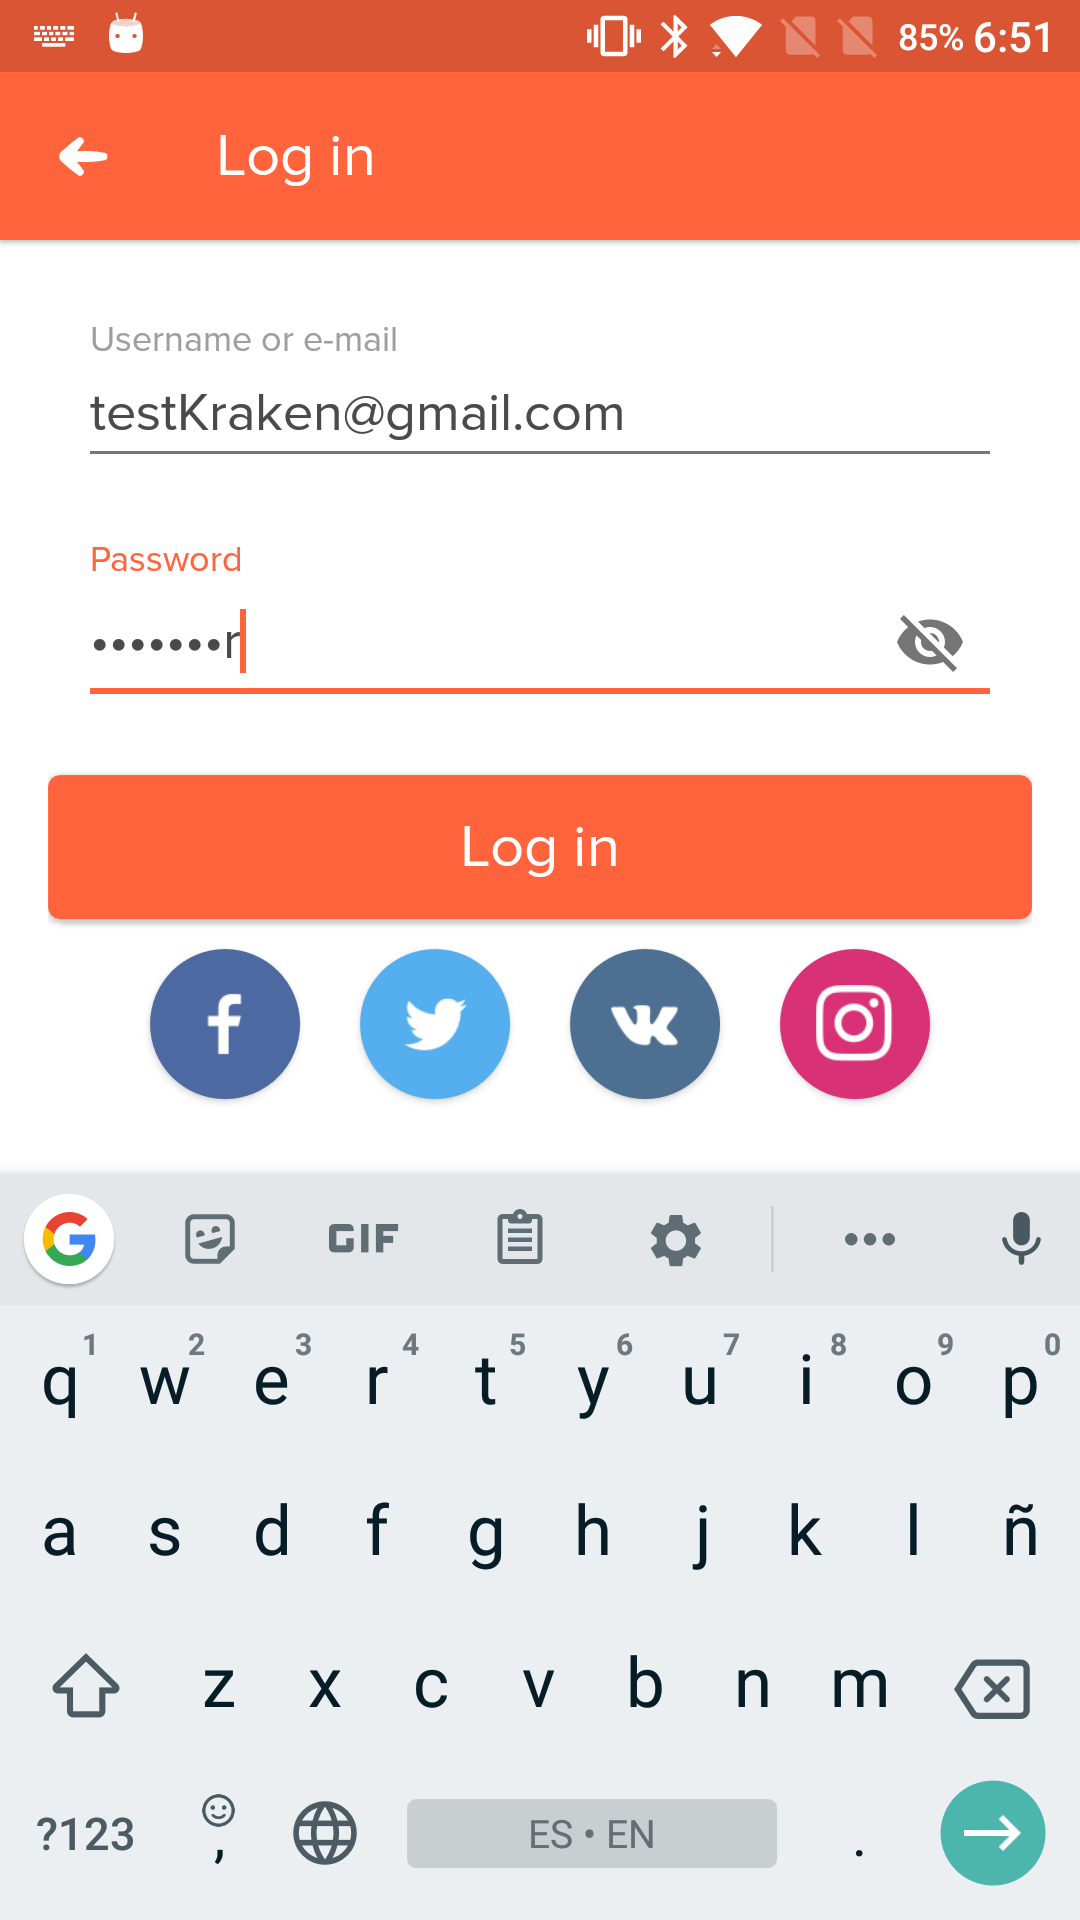 85% 6:51
Log in
Username or e-mail
testKraken@gmail.com
Password
•••••••r
Log in
GIF
1 2 3 4 5 6 7 8 9 0
q w e r t y u i o p
a s d f g h j k l ñ
z x c v b n m
?123 , ES • EN .